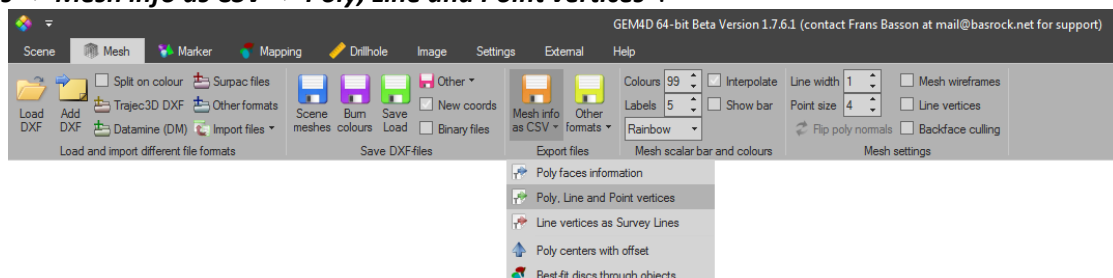 Mesh info as CSV → Poly, Line and Point vertices
GEM4D 64-bit Beta Version 1.7.6.1 (contact Frans Basson at mail@basrock.net for support)
Scene Mesh Marker Mapping Drillhole Image Settings External Help
Split on colour Surpac files Other New coords Colours 99 Interpolate Line width 1 Mesh wireframes
Load DXF Add DXF Trajec3D DXF Other formats Scene meshes Burn colours Save Load Mesh info as CSV Other formats Labels 5 Show bar Point size 4 Line vertices
Datamine (DM) Import files Binary files Rainbow Flip poly normals Backface culling
Load and import different file formats Save DXF-files Export files Mesh scalar bar and colours Mesh settings
Poly faces information
Poly, Line and Point vertices
Line vertices as Survey Lines
Poly centers with offset
Best-fit discs through objects